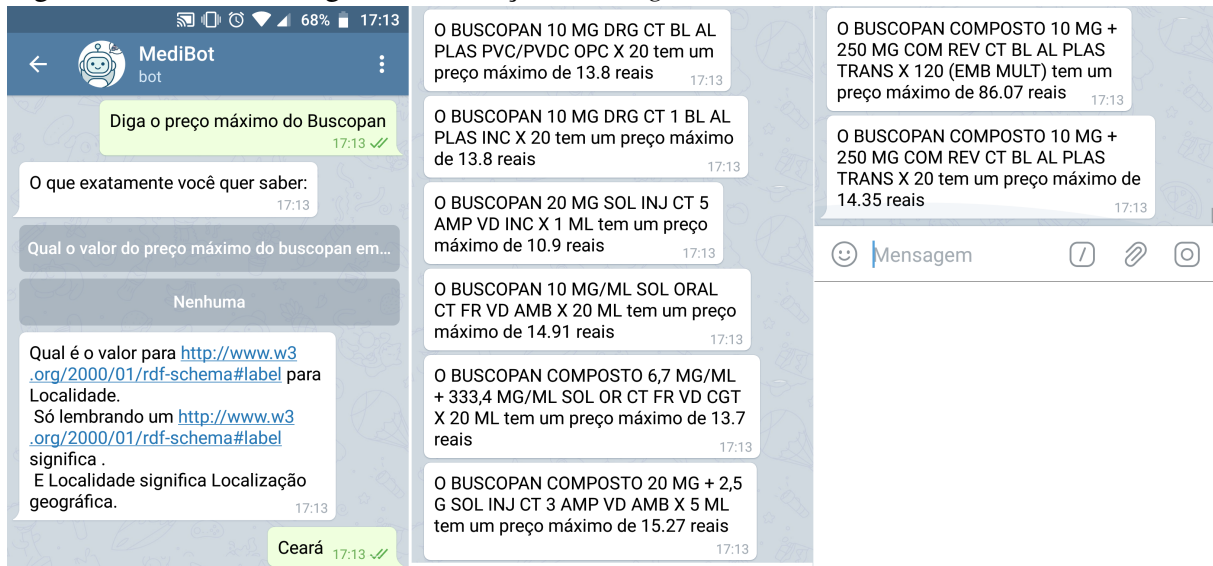 68% 17:13
MediBot
bot
Diga o preço máximo do Buscopan
17:13
O que exatamente você quer saber:
17:13
Qual o valor do preço máximo do buscopan em...
Nenhuma
Qual é o valor para http://www.w3
.org/2000/01/rdf-schema#label para
Localidade.
Só lembrando um http://www.w3
.org/2000/01/rdf-schema#label
significa .
E Localidade significa Localização
geográfica.
17:13
Ceará 17:13
O BUSCOPAN 10 MG DRG CT BL AL
PLAS PVC/PVDC OPC X 20 tem um
preço máximo de 13.8 reais
17:13
O BUSCOPAN 10 MG DRG CT 1 BL AL
PLAS INC X 20 tem um preço máximo
de 13.8 reais
17:13
O BUSCOPAN 20 MG SOL INJ CT 5
AMP VD INC X 1 ML tem um preço
máximo de 10.9 reais
17:13
O BUSCOPAN 10 MG/ML SOL ORAL
CT FR VD AMB X 20 ML tem um preço
máximo de 14.91 reais
17:13
O BUSCOPAN COMPOSTO 6,7 MG/ML
+ 333,4 MG/ML SOL OR CT FR VD CGT
X 20 ML tem um preço máximo de 13.7
reais
17:13
O BUSCOPAN COMPOSTO 20 MG + 2,5
G SOL INJ CT 3 AMP VD AMB X 5 ML
tem um preço máximo de 15.27 reais
17:13
O BUSCOPAN COMPOSTO 10 MG +
250 MG COM REV CT BL AL PLAS
TRANS X 120 (EMB MULT) tem um
preço máximo de 86.07 reais
17:13
O BUSCOPAN COMPOSTO 10 MG +
250 MG COM REV CT BL AL PLAS
TRANS X 20 tem um preço máximo de
14.35 reais
17:13
Mensagem